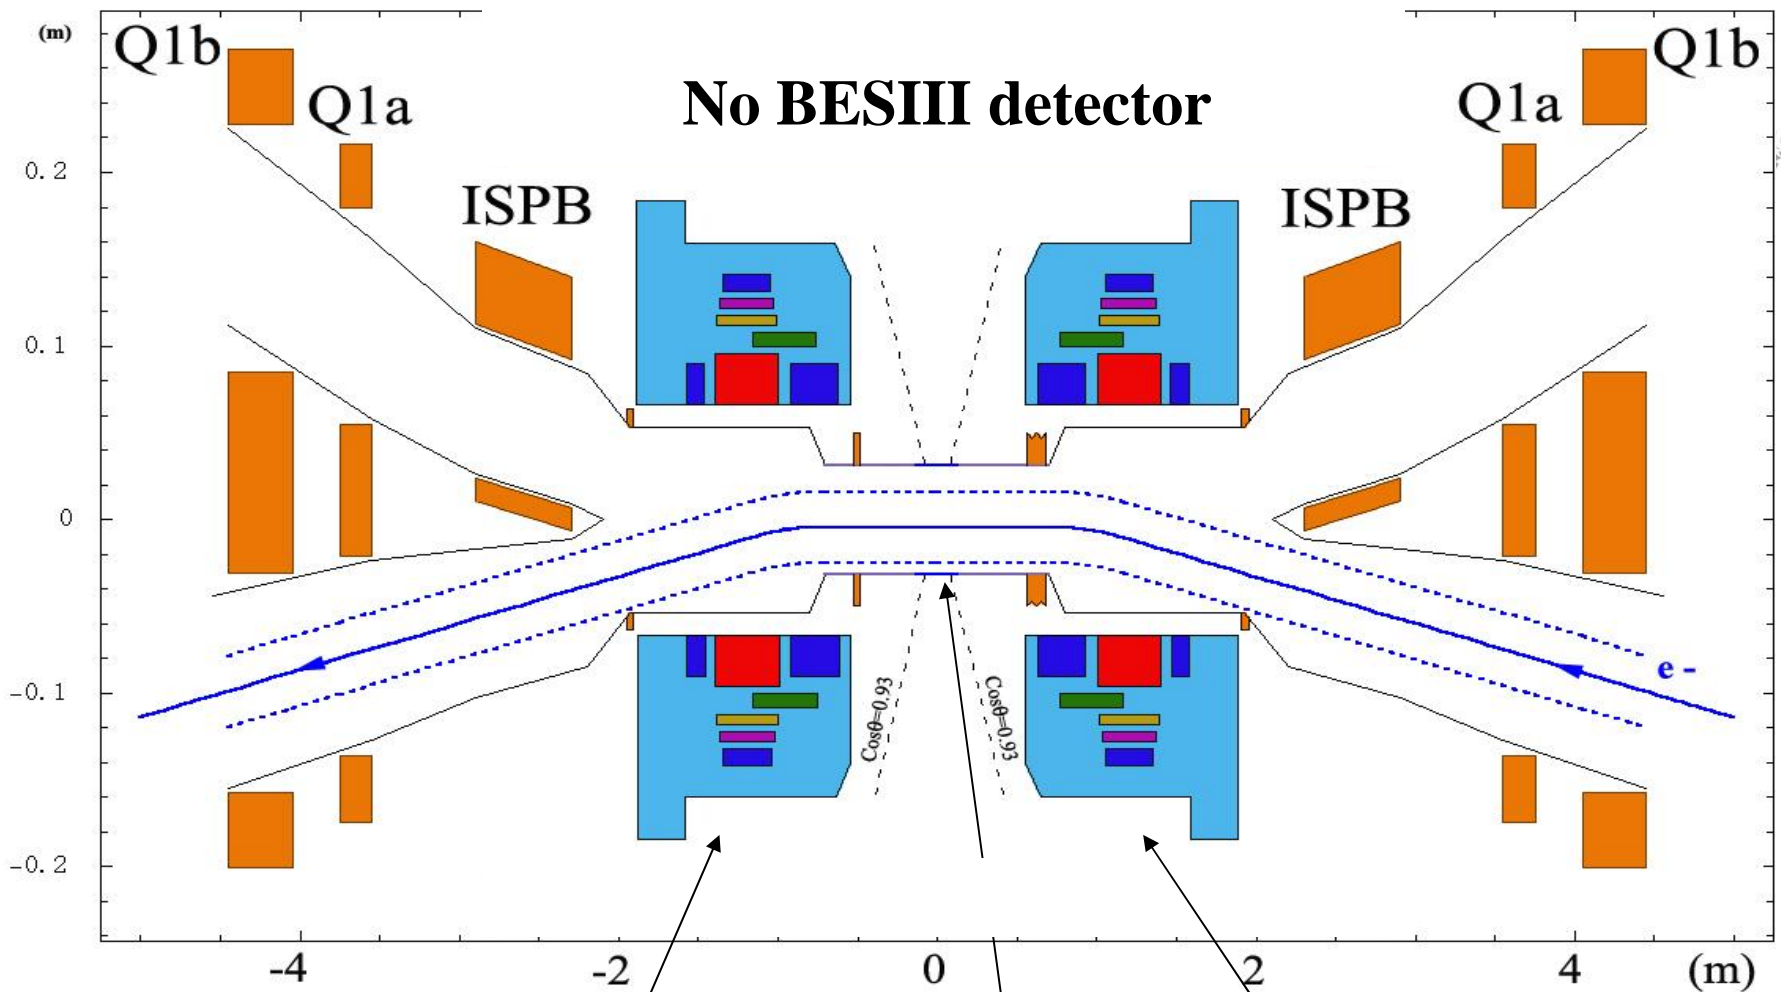 (m)
Q1b
Q1b
Q1a
Q1a
No BESIII detector
0.2
ISPB
ISPB
0.1
0
e -
Cosθ=0.93
Cosθ=0.93
-0.1
-0.2
-4
-2
0
2
4
(m)